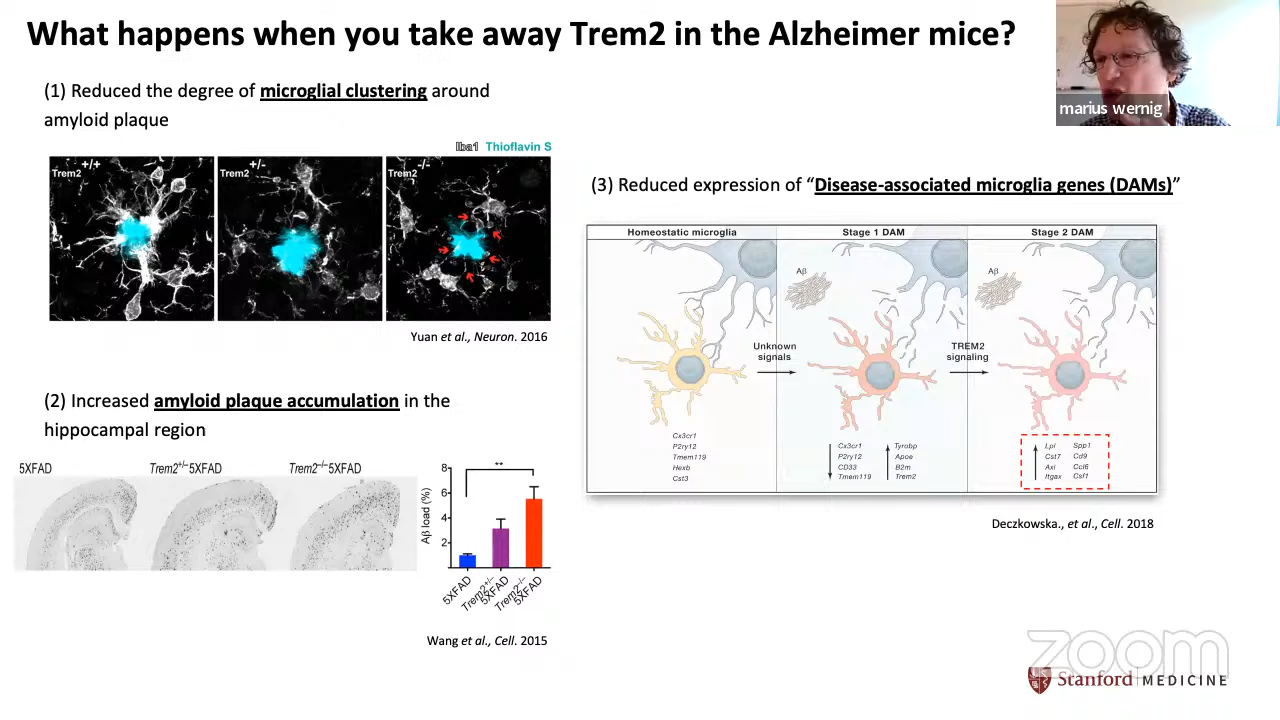 What happens when you take away Trem2 in the Alzheimer mice?
marius wernig
(1) Reduced the degree of microglial clustering around
amyloid plaque
Iba1 Thioflavin S
Trem2 +/+
Trem2 +/-
Trem2 -/-
Yuan et al., Neuron. 2016
(2) Increased amyloid plaque accumulation in the
hippocampal region
5XFAD
Trem2+/- 5XFAD
Trem2-/- 5XFAD
Aβ load (%)
8
6
4
2
**
5XFAD
Trem2+/-
5XFAD
Trem2-/-
5XFAD
Wang et al., Cell. 2015
(3) Reduced expression of “Disease-associated microglia genes (DAMs)”
Homeostatic microglia
Stage 1 DAM
Stage 2 DAM
Aβ
Aβ
Unknown
signals
TREM2
signaling
Cx3cr1
P2ry12
Tmem119
Hexb
Cst3
Cx3cr1
P2ry12
CD33
Tmem119
Tyrobp
Apoe
B2m
Trem2
Lpl
Cst7
Axl
Itgax
Spp1
Cd9
Ccl6
Csf1
Deczkowska., et al., Cell. 2018
zoom
Stanford MEDICINE